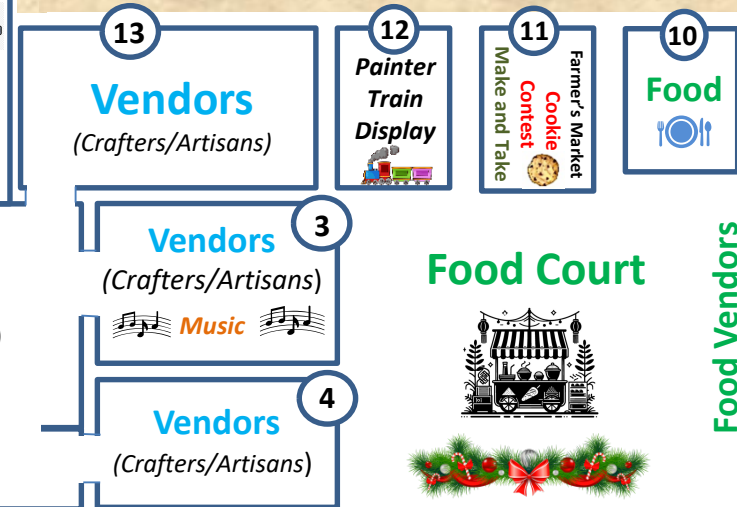 13
Vendors
(Crafters/Artisans)
12
Painter
Train
Display
11
Make and Take
Cookie
Contest
Farmer's Market
10
Food
3
Vendors
(Crafters/Artisans)
Music
4
Vendors
(Crafters/Artisans)
Food Court
Food Vendors